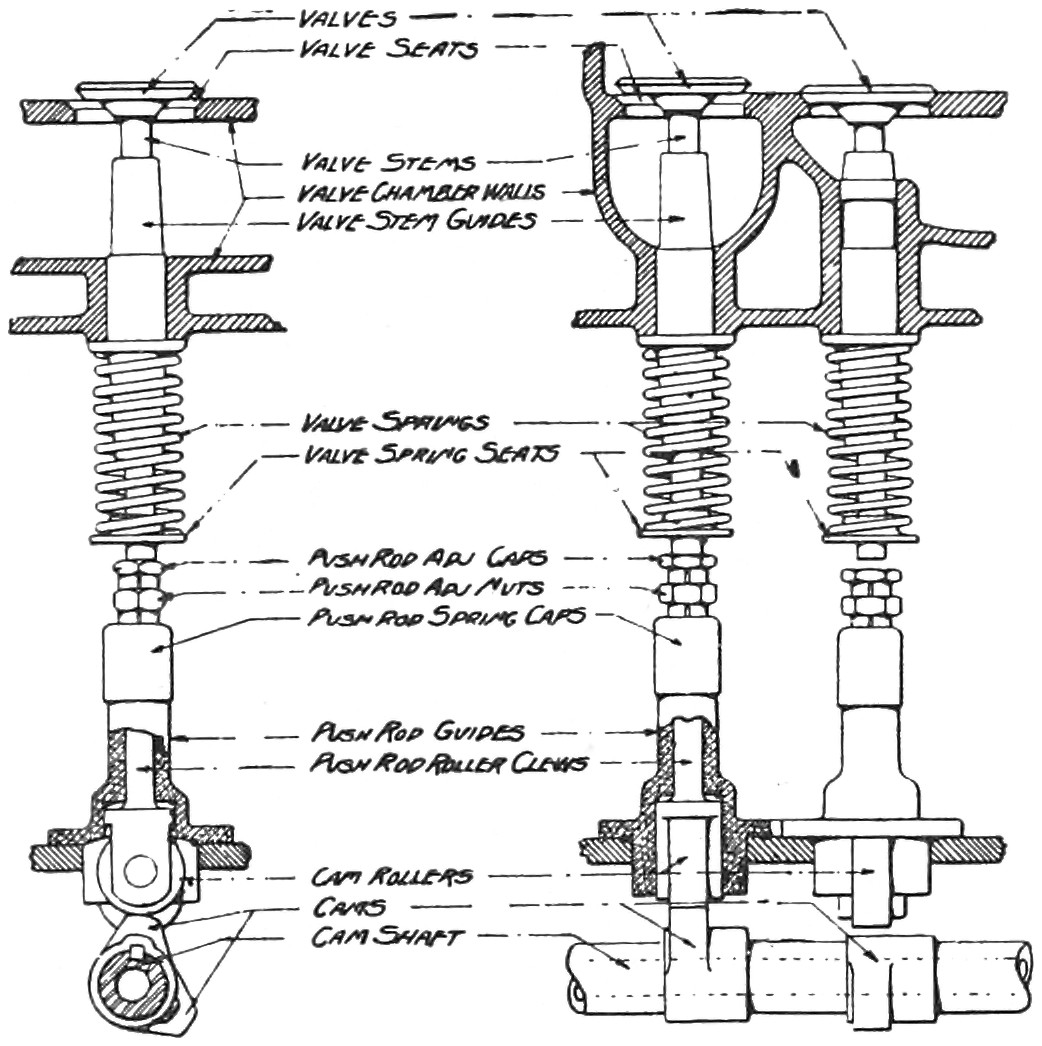 VALVES
VALVE SEATS
VALVE STEMS
VALVE CHAMBER WALLS
VALVE STEM GUIDES
VALVE SPRINGS
VALVE SPRING SEATS
PUSH ROD ADJ CAPS
PUSH ROD ADJ NUTS
PUSH ROD SPRING CAPS
PUSH ROD GUIDES
PUSH ROD ROLLER CLEVIS
CAM ROLLERS
CAMS
CAM SHAFT